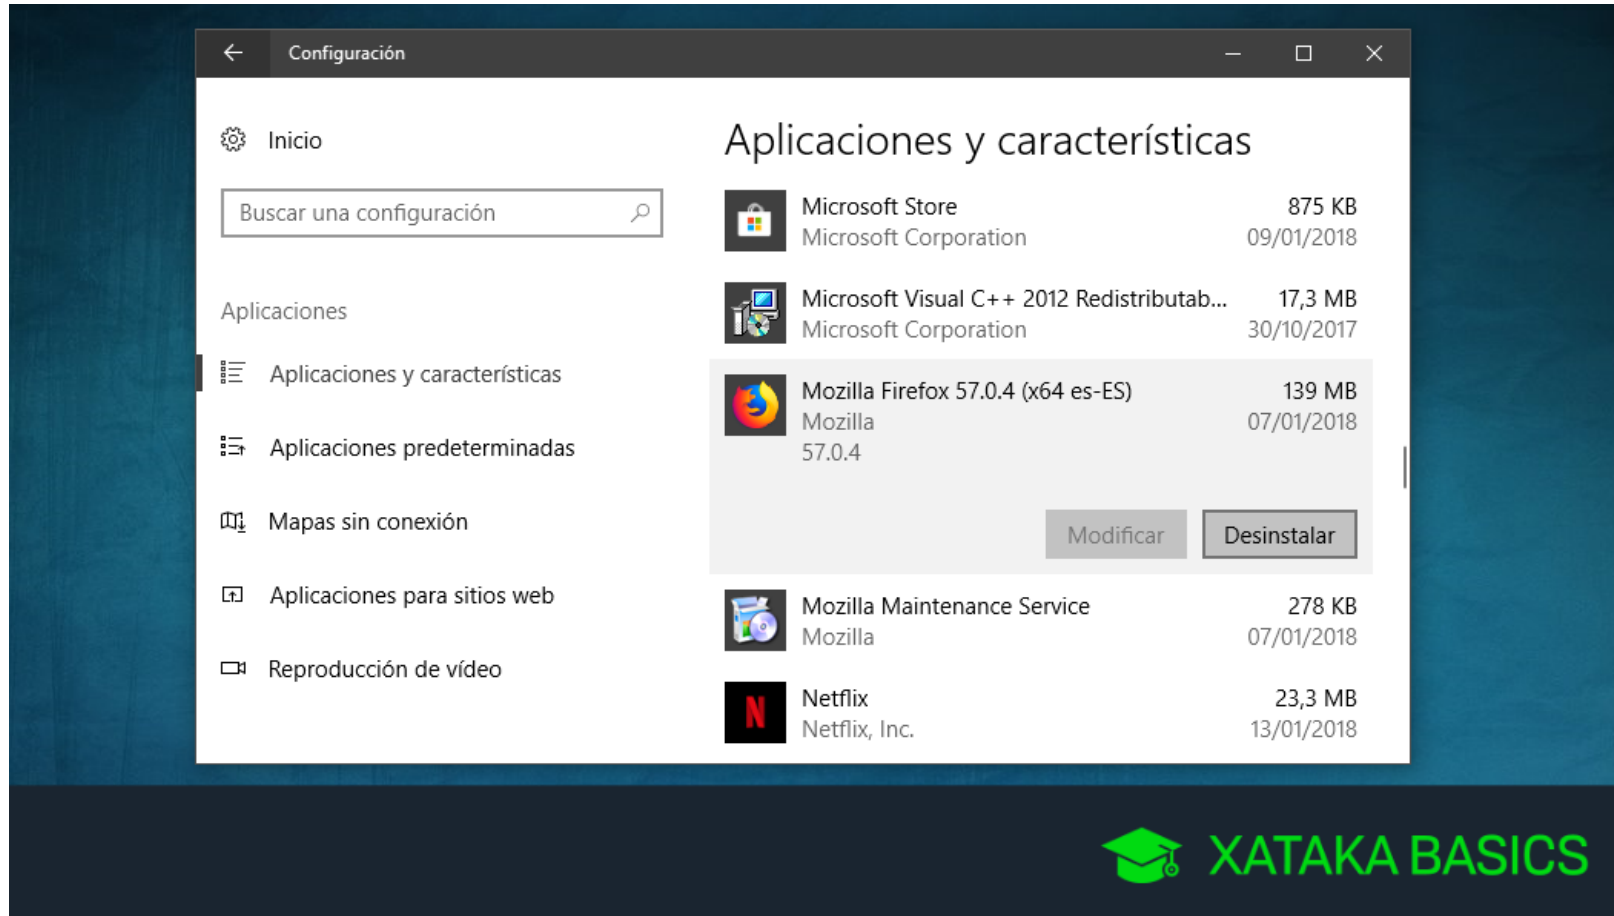 Configuración
Inicio
Buscar una configuración
Aplicaciones
Aplicaciones y características
Aplicaciones predeterminadas
Mapas sin conexión
Aplicaciones para sitios web
Reproducción de vídeo
Aplicaciones y características
Microsoft Store 875 KB
Microsoft Corporation 09/01/2018
Microsoft Visual C++ 2012 Redistributab... 17,3 MB
Microsoft Corporation 30/10/2017
Mozilla Firefox 57.0.4 (x64 es-ES) 139 MB
Mozilla 07/01/2018
57.0.4
Modificar Desinstalar
Mozilla Maintenance Service 278 KB
Mozilla 07/01/2018
Netflix 23,3 MB
Netflix, Inc. 13/01/2018
XATAKA BASICS